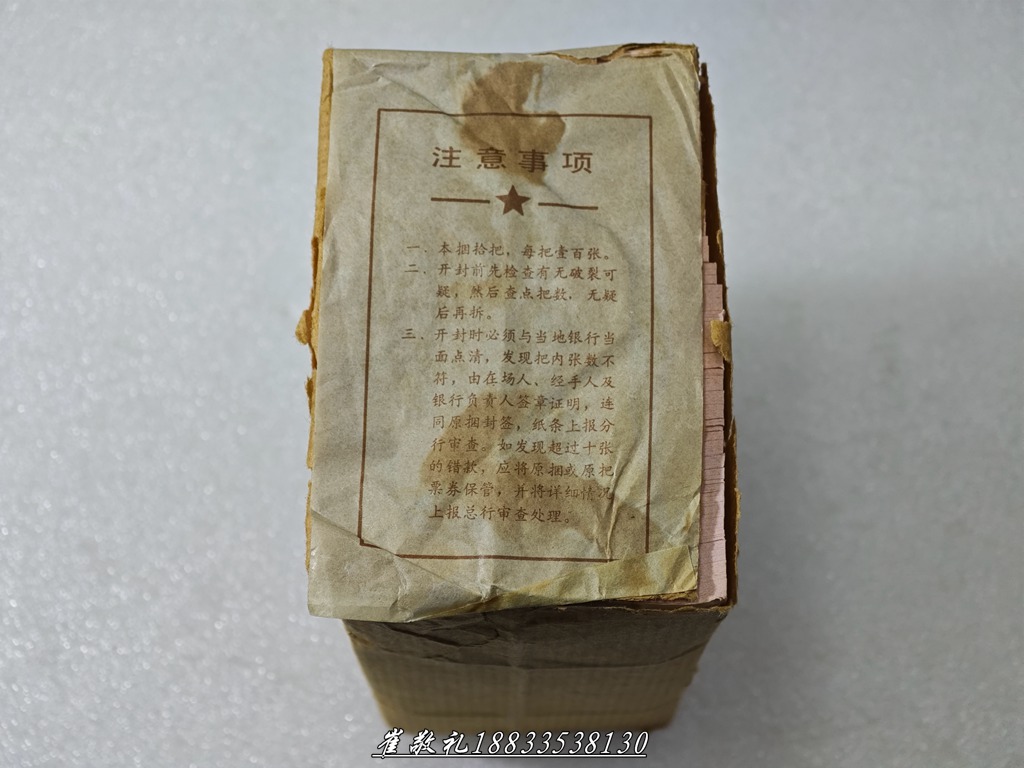 注意事项
一．本捆拾把，每把壹百张。
二．开封前先检查有无破裂可
疑，然后查点把数，无疑
后再拆。
三．开封时必须与当地银行当
面点清，发现把内张数不
符，由在场人、经手人及
银行负责人签章证明，连
同原捆封签，纸条上报分
行审查。如发现超过十张
的错款，应将原捆或原把
票券保管，并将详细情况
上报总行审查处理。
崔敬礼18833538130